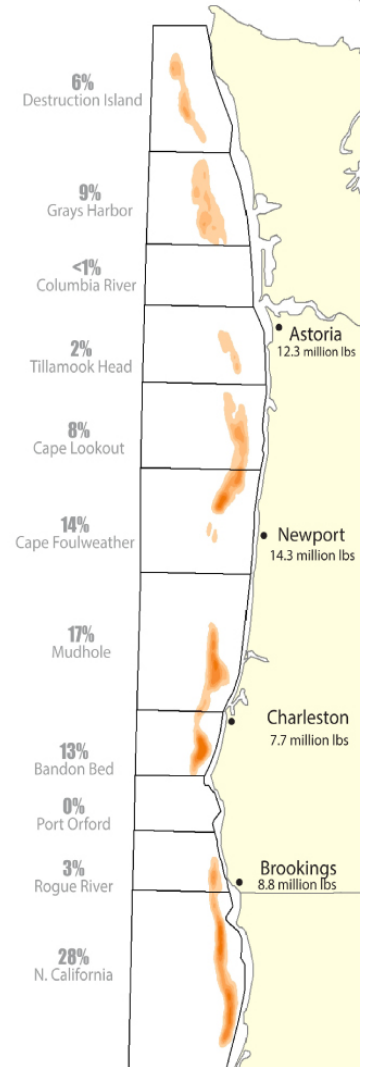 6%
Destruction Island
9%
Grays Harbor
<1%
Columbia River
Astoria
12.3 million lbs
2%
Tillamook Head
8%
Cape Lookout
14%
Cape Foulweather
Newport
14.3 million lbs
17%
Mudhole
Charleston
7.7 million lbs
13%
Bandon Bed
0%
Port Orford
3%
Rogue River
Brookings
8.8 million lbs
28%
N. California